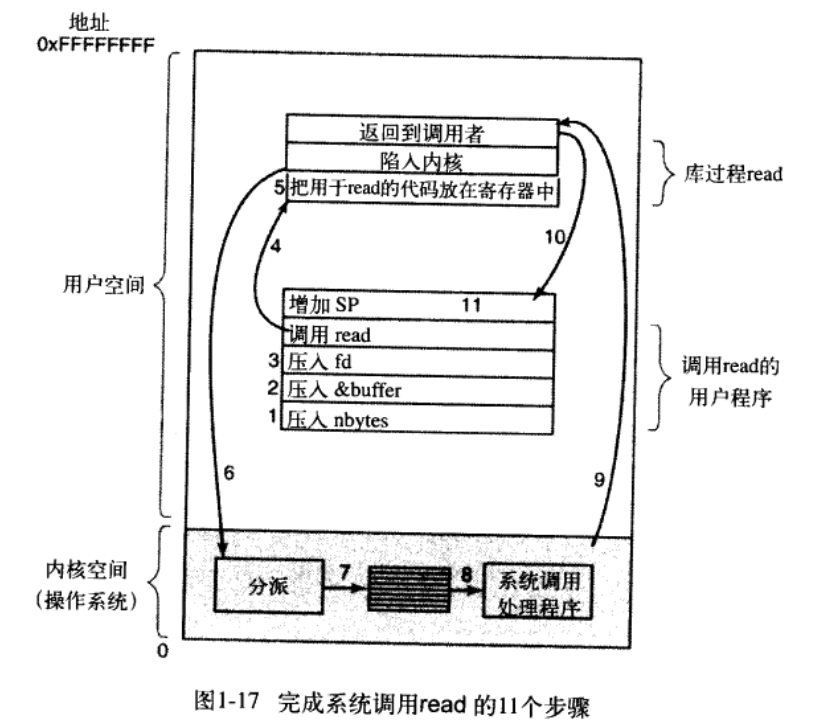 地址
0xFFFFFFFF
返回到调用者
陷入内核
5 把用于read的代码放在寄存器中
库过程read
4
10
用户空间
增加 SP 11
调用 read
3 压入 fd
2 压入 &buffer
1 压入 nbytes
调用read的
用户程序
6
9
内核空间
(操作系统)
分派
7
8
系统调用
处理程序
0
图1-17 完成系统调用read 的11个步骤